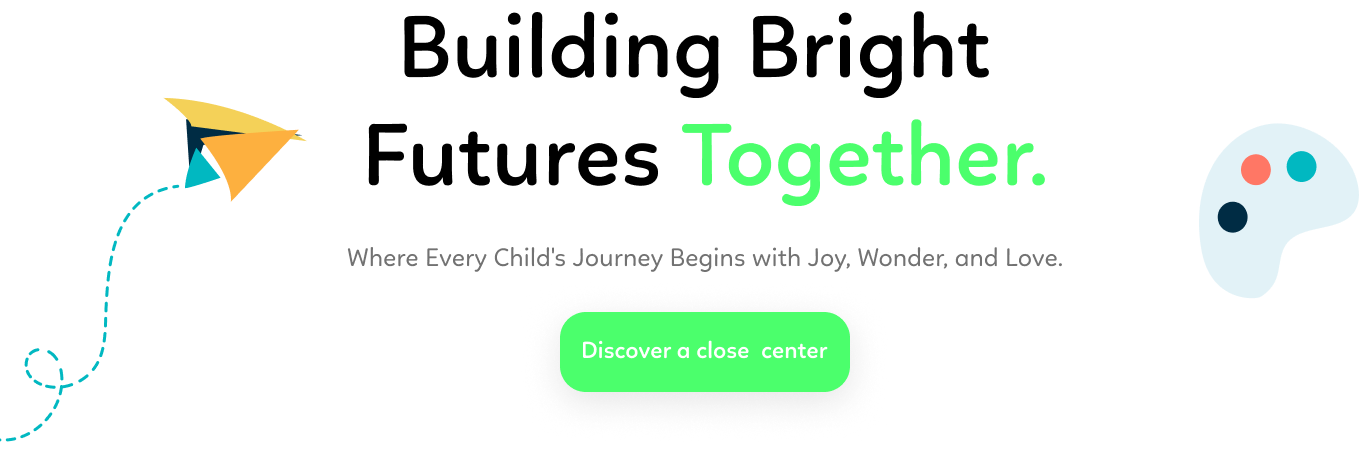 Building Bright
Futures Together.
Where Every Child's Journey Begins with Joy, Wonder, and Love.
Discover a close  center